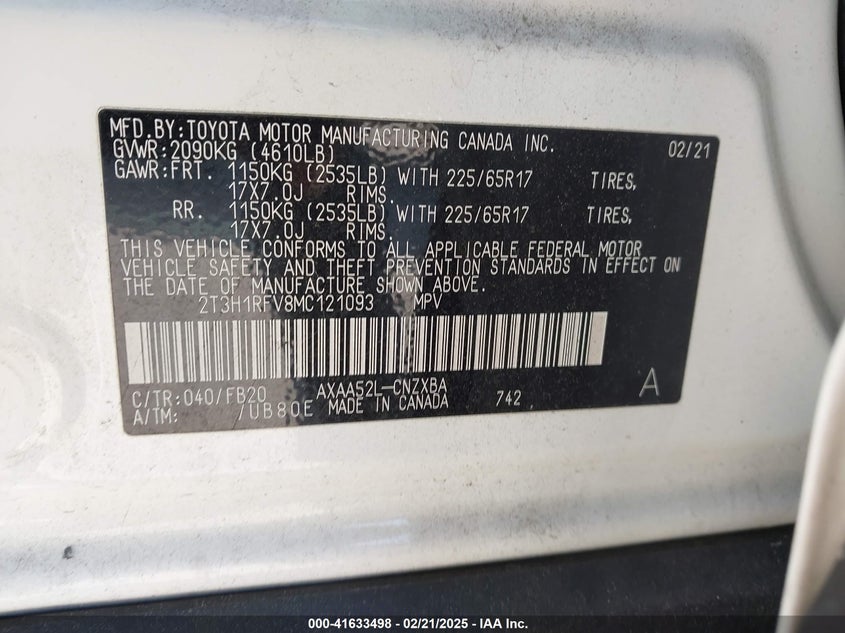 MFD.BY:TOYOTA MOTOR MANUFACTURING CANADA INC. 02/21
GVWR:2090KG (4610LB)
GAWR:FRT. 1150KG (2535LB) WITH 225/65R17 TIRES,
17X7.0J RIMS.
RR. 1150KG (2535LB) WITH 225/65R17 TIRES,
17X7.0J RIMS.
THIS VEHICLE CONFORMS TO ALL APPLICABLE FEDERAL MOTOR
VEHICLE SAFETY AND THEFT PREVENTION STANDARDS IN EFFECT ON
THE DATE OF MANUFACTURE SHOWN ABOVE.
2T3H1RFV8MC121093 MPV
C/TR:040/FB20 AXAA52L-CNZXBA A
A/TM: /UB80E MADE IN CANADA 742
000-41633498 - 02/21/2025 - IAA Inc.